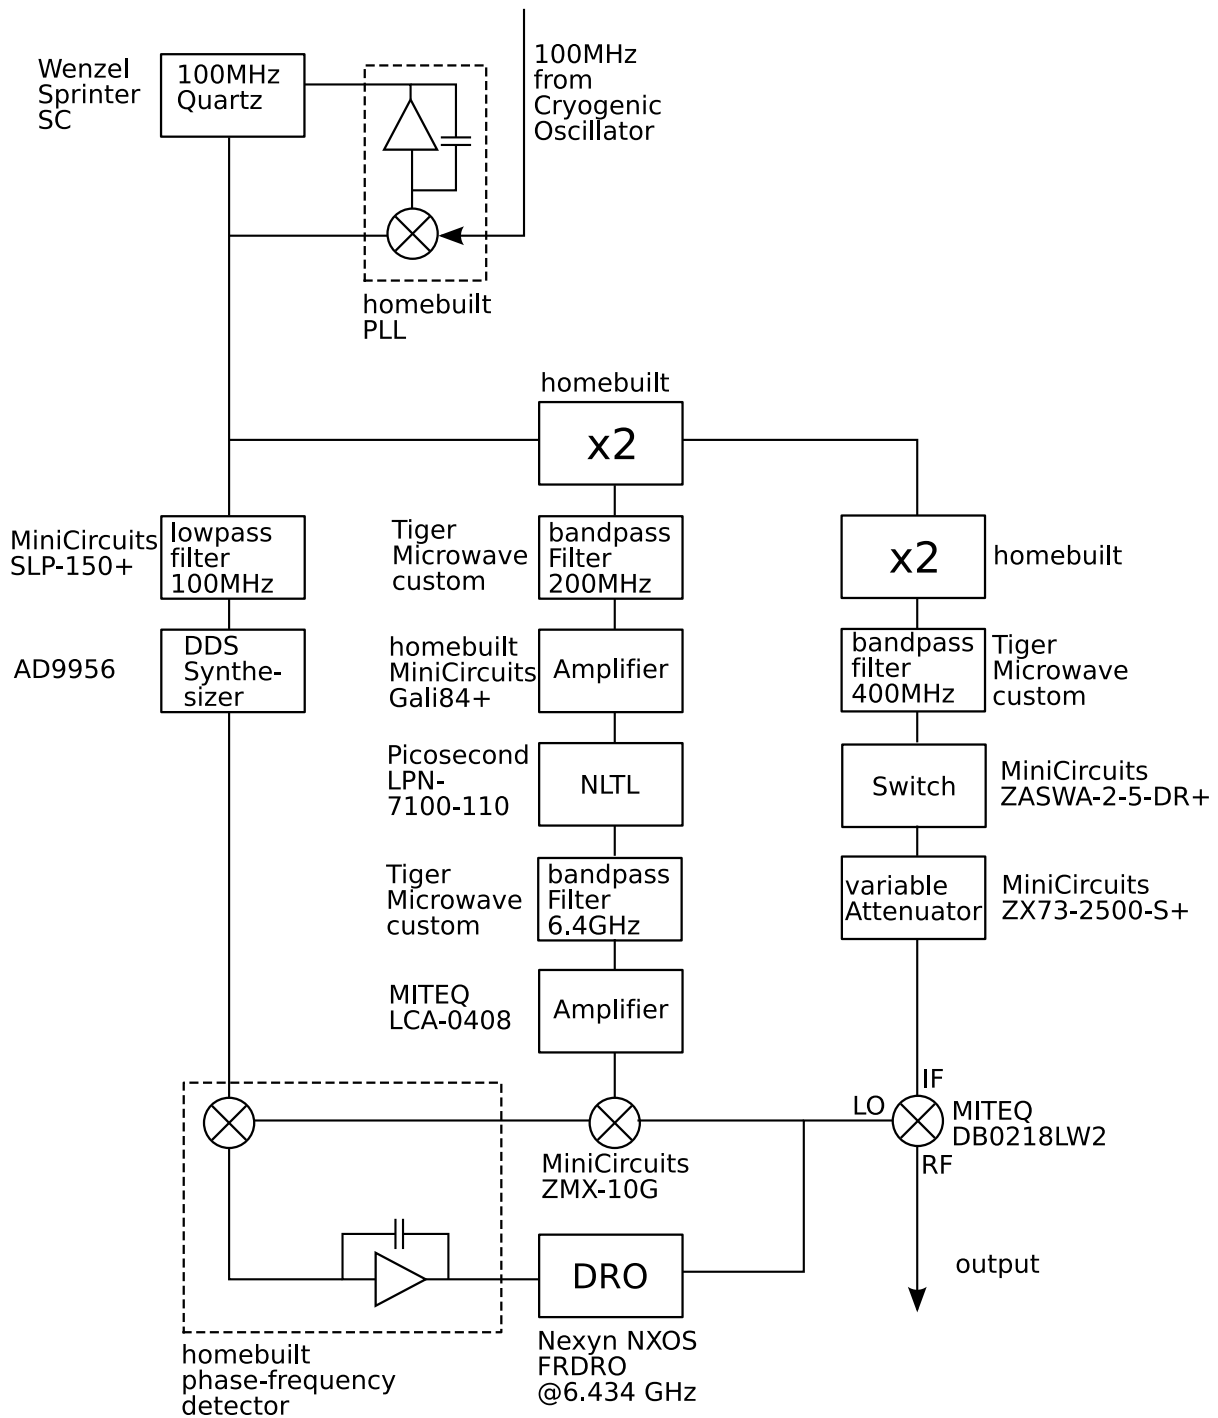 Wenzel
Sprinter
SC
100MHz
Quartz
100MHz
from
Cryogenic
Oscillator
homebuilt
PLL
homebuilt
x2
MiniCircuits
SLP-150+
lowpass
filter
100MHz
Tiger
Microwave
custom
bandpass
Filter
200MHz
x2
homebuilt
AD9956
DDS
Synthe-
sizer
homebuilt
MiniCircuits
Gali84+
Amplifier
bandpass
filter
400MHz
Tiger
Microwave
custom
Picosecond
LPN-
7100-110
NLTL
Switch
MiniCircuits
ZASWA-2-5-DR+
Tiger
Microwave
custom
bandpass
Filter
6.4GHz
variable
Attenuator
MiniCircuits
ZX73-2500-S+
MITEQ
LCA-0408
Amplifier
IF
LO
MITEQ
DB0218LW2
RF
MiniCircuits
ZMX-10G
DRO
output
homebuilt
phase-frequency
detector
Nexyn NXOS
FRDRO
@6.434 GHz